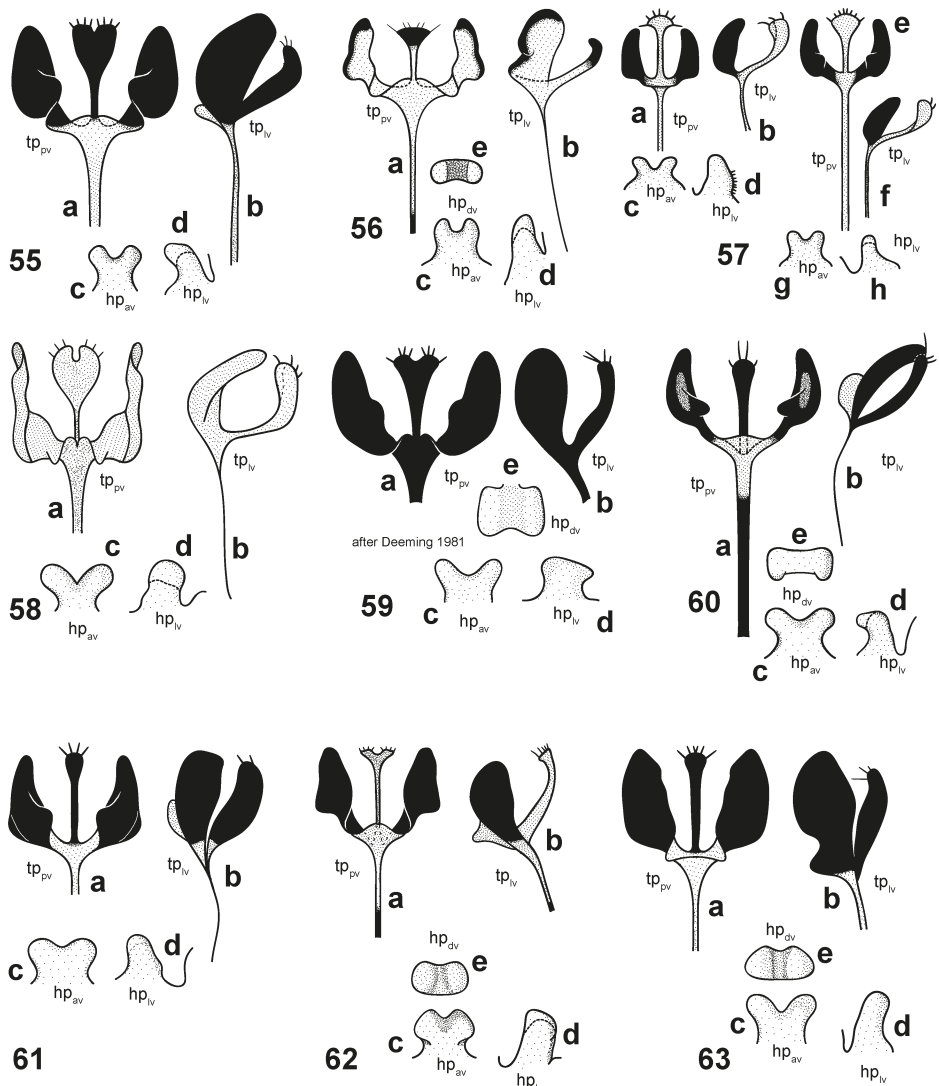 tp_pv
tp_lv
a
b
d
c
hp_av
hp_lv
55
tp_pv
tp_lv
a
b
e
hp_dv
56
c
hp_av
d
hp_lv
e
a
tp_pv
b
tp_lv
c
hp_av
hp_lv
d
tp_pv
tp_lv
f
57
g
hp_av
hp_lv
h
a
tp_pv
tp_lv
b
c
d
58
hp_av
hp_lv
a
tp_pv
tp_lv
b
e
hp_dv
after Deeming 1981
59
c
hp_av
hp_lv
d
tp_pv
tp_lv
b
a
e
hp_dv
60
d
c
hp_av
hp_lv
tp_pv
a
tp_lv
b
c
hp_av
d
hp_lv
61
tp_pv
a
tp_lv
b
hp_dv
e
c
hp_av
d
62
tp_pv
a
b
tp_lv
hp_dv
e
c
hp_av
d
hp_lv
63